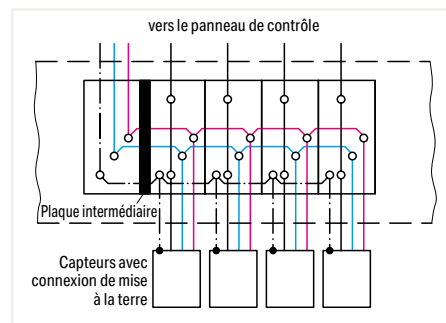 vers le panneau de contrôle
Plaque intermédiaire
Capteurs avec
connexion de mise
à la terre